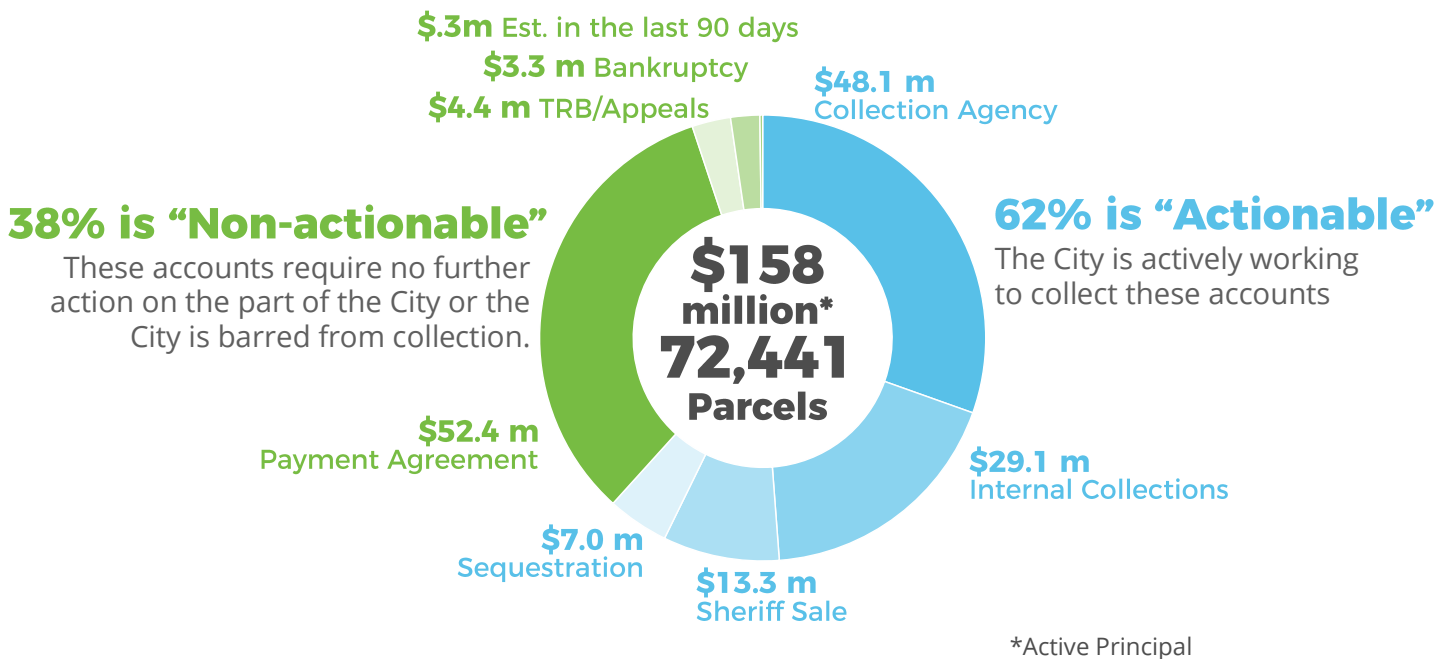 $.3m Est. in the last 90 days
$3.3 m Bankruptcy
$4.4 m TRB/Appeals
$48.1 m
Collection Agency
38% is “Non-actionable”
These accounts require no further
action on the part of the City or the
City is barred from collection.
$158
million*
72,441
Parcels
62% is “Actionable”
The City is actively working
to collect these accounts
$52.4 m
Payment Agreement
$29.1 m
Internal Collections
$7.0 m
Sequestration
$13.3 m
Sheriff Sale
*Active Principal